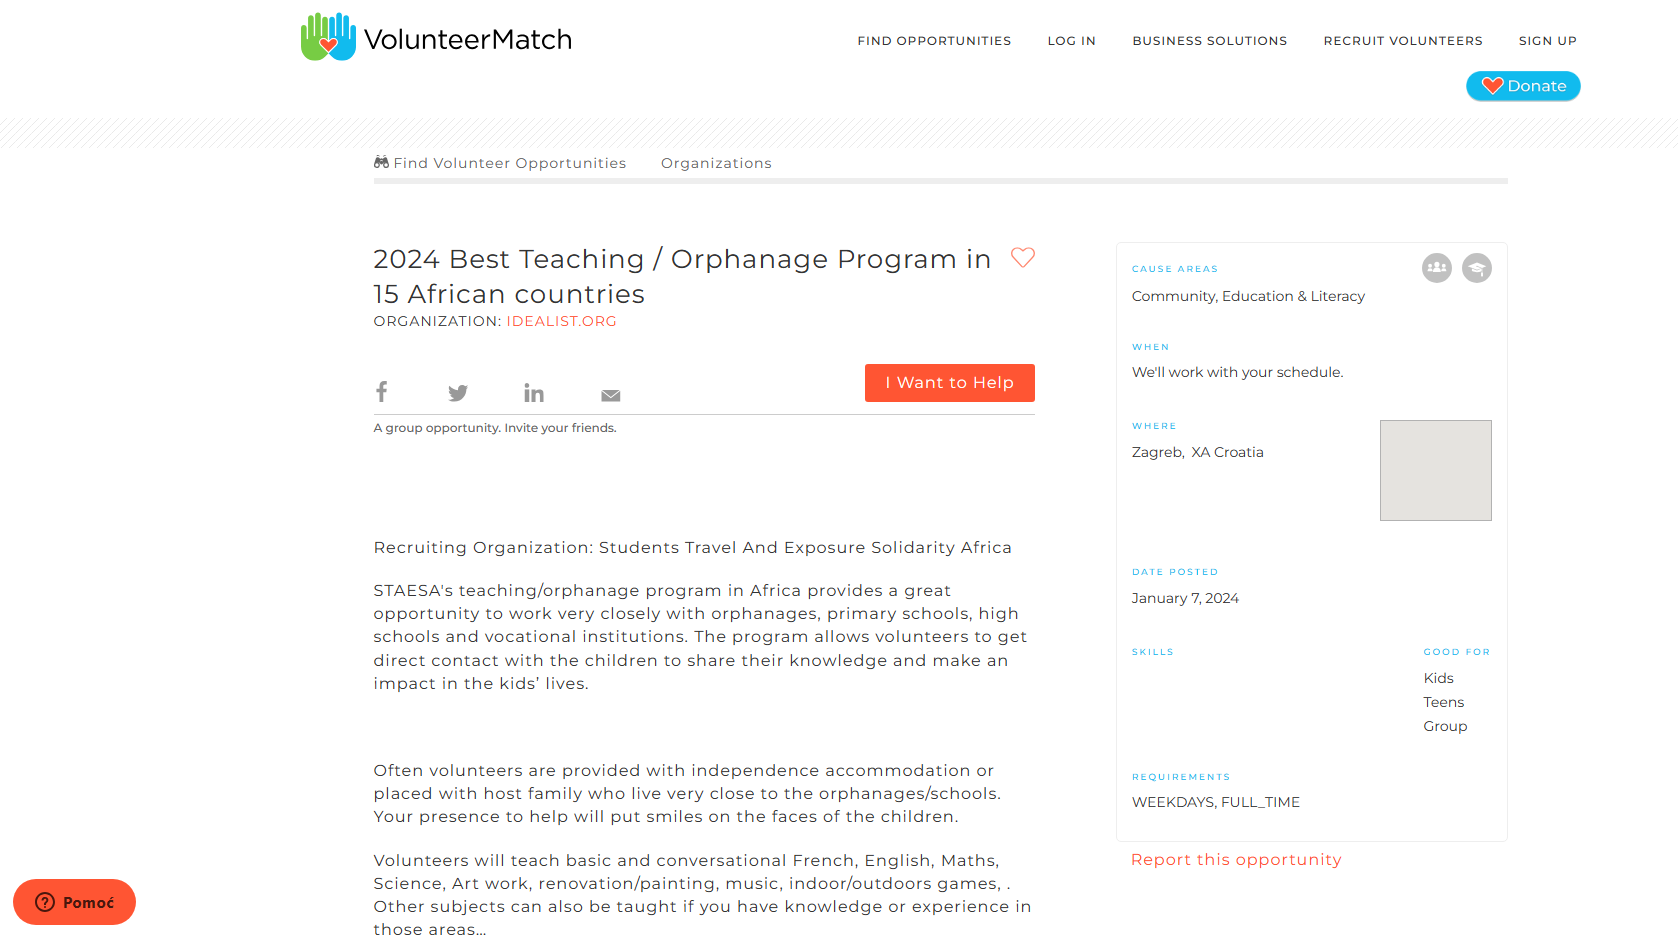 VolunteerMatch
FIND OPPORTUNITIES LOG IN BUSINESS SOLUTIONS RECRUIT VOLUNTEERS SIGN UP
Donate
Find Volunteer Opportunities Organizations
2024 Best Teaching / Orphanage Program in
15 African countries
ORGANIZATION: IDEALIST.ORG
I Want to Help
A group opportunity. Invite your friends.
Recruiting Organization: Students Travel And Exposure Solidarity Africa
STAESA's teaching/orphanage program in Africa provides a great
opportunity to work very closely with orphanages, primary schools, high
schools and vocational institutions. The program allows volunteers to get
direct contact with the children to share their knowledge and make an
impact in the kids’ lives.
Often volunteers are provided with independence accommodation or
placed with host family who live very close to the orphanages/schools.
Your presence to help will put smiles on the faces of the children.
Volunteers will teach basic and conversational French, English, Maths,
Science, Art work, renovation/painting, music, indoor/outdoors games, .
Other subjects can also be taught if you have knowledge or experience in
those areas...
CAUSE AREAS
Community, Education & Literacy
WHEN
We'll work with your schedule.
WHERE
Zagreb, XA Croatia
DATE POSTED
January 7, 2024
SKILLS
GOOD FOR
Kids
Teens
Group
REQUIREMENTS
WEEKDAYS, FULL_TIME
Report this opportunity
Pomoć